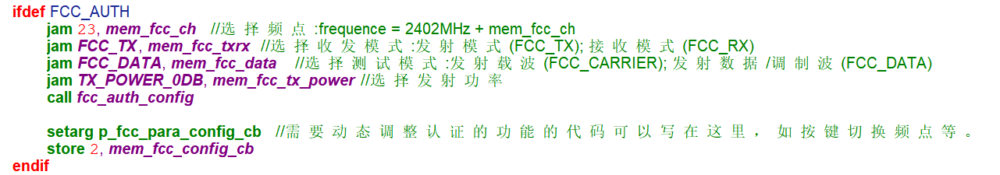 ifdef FCC_AUTH
jam 23, mem_fcc_ch //选择频点:frequence = 2402MHz + mem_fcc_ch
jam FCC_TX, mem_fcc_txrx //选择收发模式:发射模式(FCC_TX);接收模式(FCC_RX)
jam FCC_DATA, mem_fcc_data //选择测试模式:发射载波(FCC_CARRIER);发射数据/调制波(FCC_DATA)
jam TX_POWER_0DB, mem_fcc_tx_power //选择发射功率
call fcc_auth_config
setarg p_fcc_para_config_cb //需要动态调整认证的功能的代码可以写在这里，如按键切换频点等。
store 2, mem_fcc_config_cb
endif